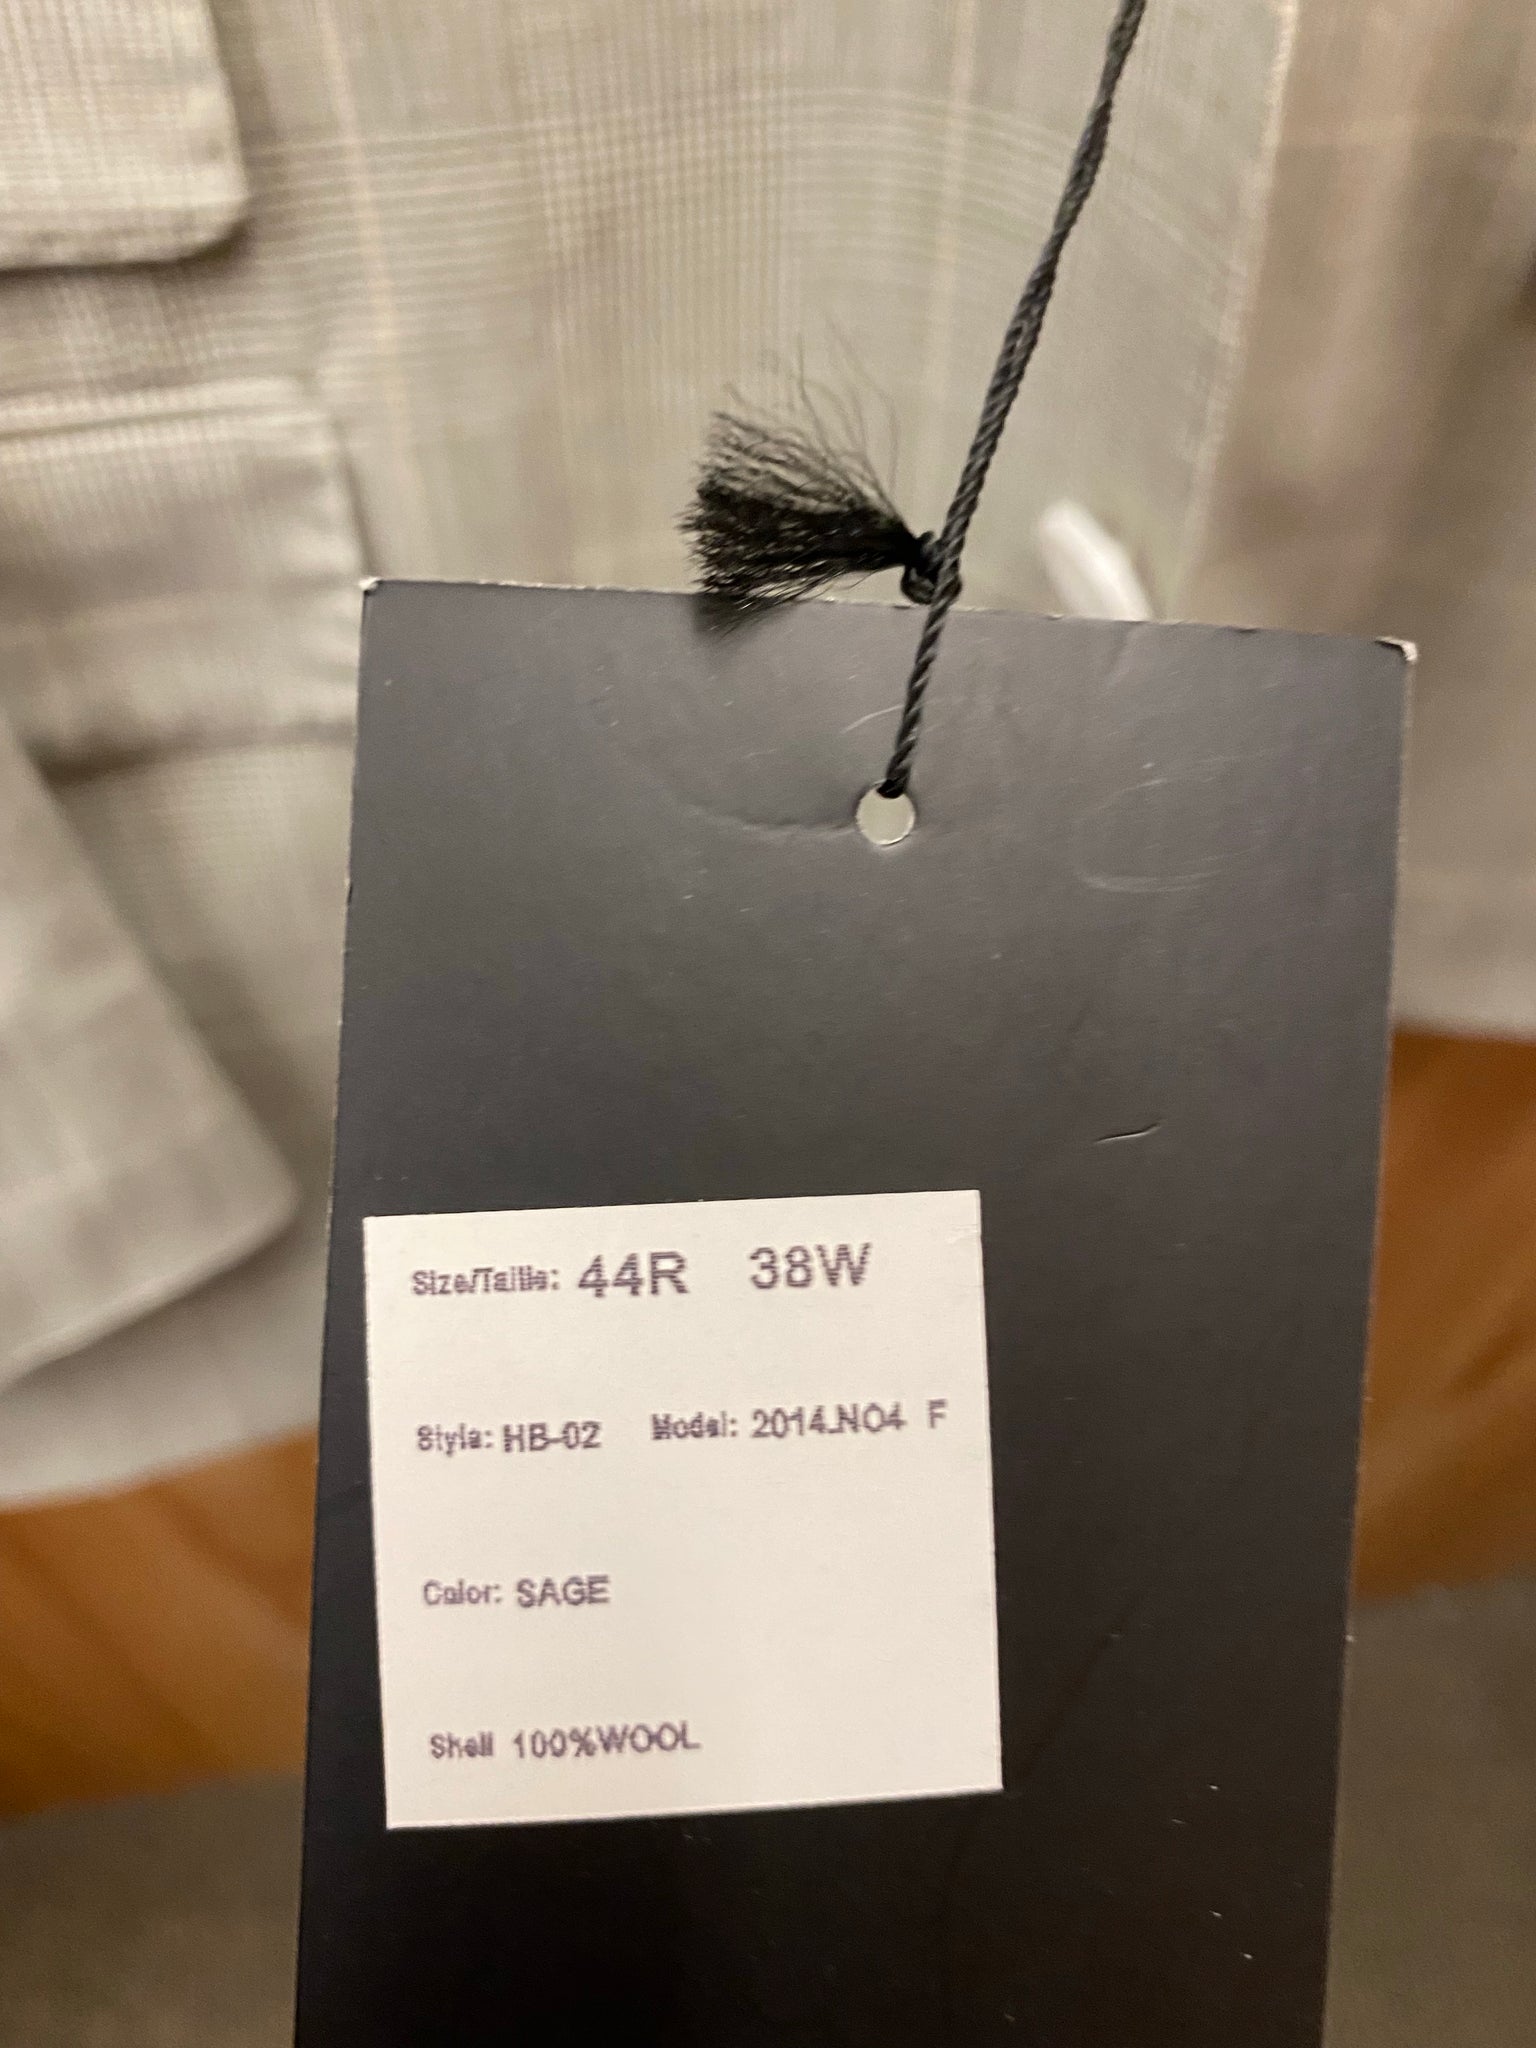 Size/Taille: 44R 38W
Style: HB-02 Model: 2014.NO4 F
Color: SAGE
Shell 100%WOOL